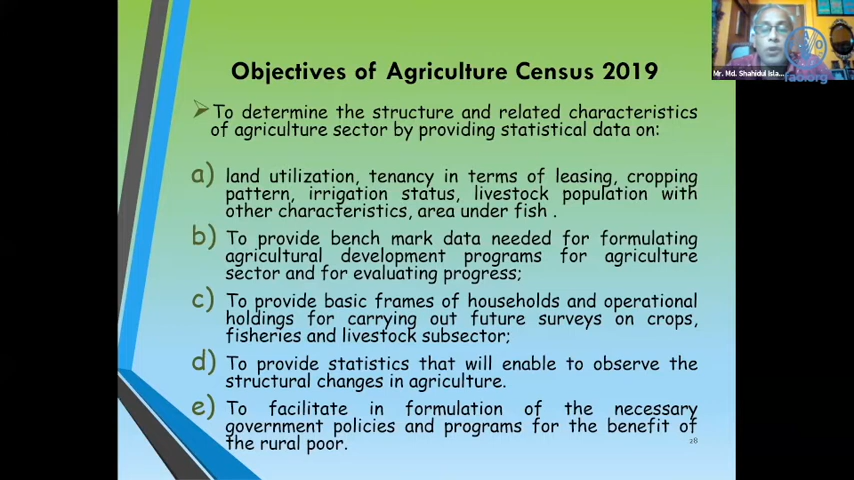 Objectives of Agriculture Census 2019
To determine the structure and related characteristics
of agriculture sector by providing statistical data on:
a) land utilization, tenancy in terms of leasing, cropping
pattern, irrigation status, livestock population with
other characteristics, area under fish .
b) To provide bench mark data needed for formulating
agricultural development programs for agriculture
sector and for evaluating progress;
c) To provide basic frames of households and operational
holdings for carrying out future surveys on crops,
fisheries and livestock subsector;
d) To provide statistics that will enable to observe the
structural changes in agriculture.
e) To facilitate in formulation of the necessary
government policies and programs for the benefit of
the rural poor.
28
Mr. Md. Shahidul Isla...
fao.org